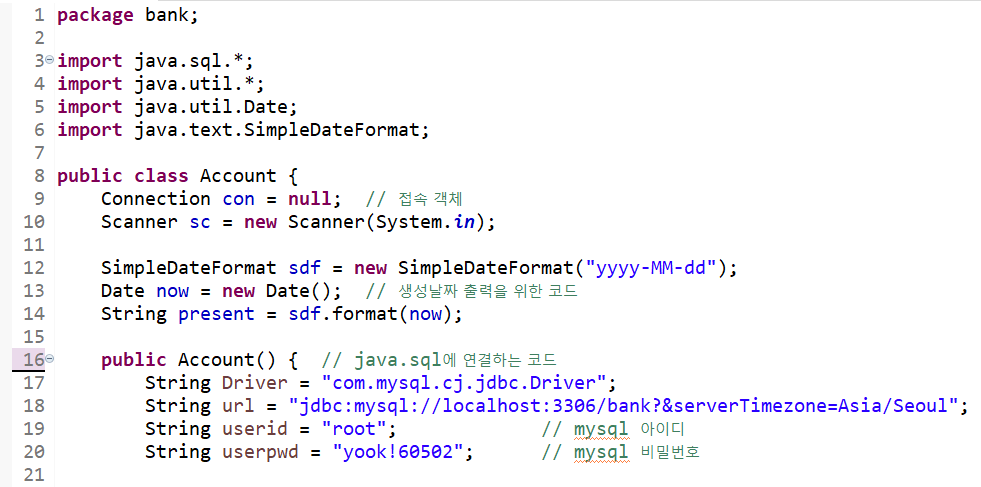 1 package bank;
2
3 import java.sql.*;
4 import java.util.*;
5 import java.util.Date;
6 import java.text.SimpleDateFormat;
7
8 public class Account {
9     Connection con = null;  // 접속 객체
10     Scanner sc = new Scanner(System.in);
11
12     SimpleDateFormat sdf = new SimpleDateFormat("yyyy-MM-dd");
13     Date now = new Date();  // 생성날짜 출력을 위한 코드
14     String present = sdf.format(now);
15
16     public Account() {  // java.sql에 연결하는 코드
17         String Driver = "com.mysql.cj.jdbc.Driver";
18         String url = "jdbc:mysql://localhost:3306/bank?&serverTimezone=Asia/Seoul";
19         String userid = "root";             // mysql 아이디
20         String userpwd = "yook!60502";      // mysql 비밀번호
21